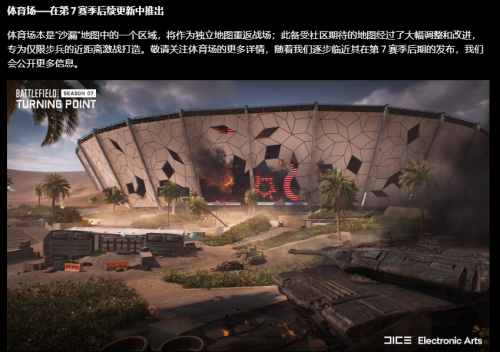 体育场——在第 7 赛季后续更新中推出
体育场本是“沙漏”地图中的一个区域，将作为独立地图重返战场；此备受社区期待的地图经过了大幅调整和改进，
专为仅限步兵的近距离激战打造。敬请关注体育场的更多详情，随着我们逐步临近其在第 7 赛季后期的发布，我们
会公开更多信息。
BATTLEFIELD SEASON 07
TURNING POINT
DICE Electronic Arts